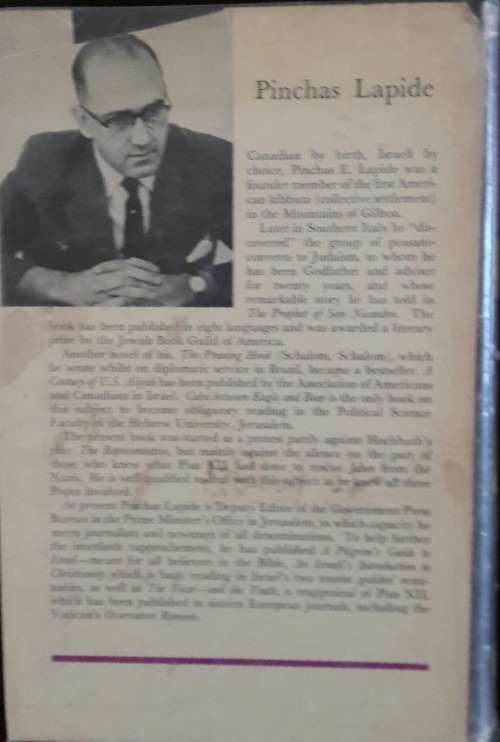 Pinchas Lapide
Canadian by birth, Israeli by
choice, Pinchas E. Lapide was a
founder member of the first Ameri-
can kibbutz (collective settlement)
in the Mountains of Gilboa.
Later in Southern Italy he "dis-
covered" the group of peasant-
converts to Judaism, to whom he
has been Godfather and adviser
for twenty years, and whose
remarkable story he has told in
The Prophet of San Nicandro. The
book has been published in eight languages and was awarded a literary
prize by the Jewish Book Guild of America.
Another novel of his, The Pruning Hook (Schalom, Schalom), which
he wrote whilst on diplomatic service in Brazil, became a bestseller. A
Century of U.S. Aliyah has been published by the Association of Americans
and Canadians in Israel. Cuba between Eagle and Bear is the only book on
this subject to become obligatory reading in the Political Science
Faculty of the Hebrew University, Jerusalem.
The present book was started as a protest partly against Hochhuth's
play The Representative, but mainly against the silence on the part of
those who knew what Pius XII had done to rescue Jews from the
Nazis. He is well qualified to deal with this subject as he knew all three
Popes involved.
At present Pinchas Lapide is Deputy Editor of the Government Press
Bureau in the Prime Minister's Office in Jerusalem, in which capacity he
meets journalists and newsmen of all denominations. To help further
the interfaith rapprochement, he has published A Pilgrim's Guide to
Israel—meant for all believers in the Bible, An Israeli's Introduction to
Christianity which is basic reading in Israel's two tourist guides' semi-
naries, as well as The Facts—and the Truth, a reappraisal of Pius XII,
which has been published in sixteen European journals, including the
Vatican's Osservatore Romano.